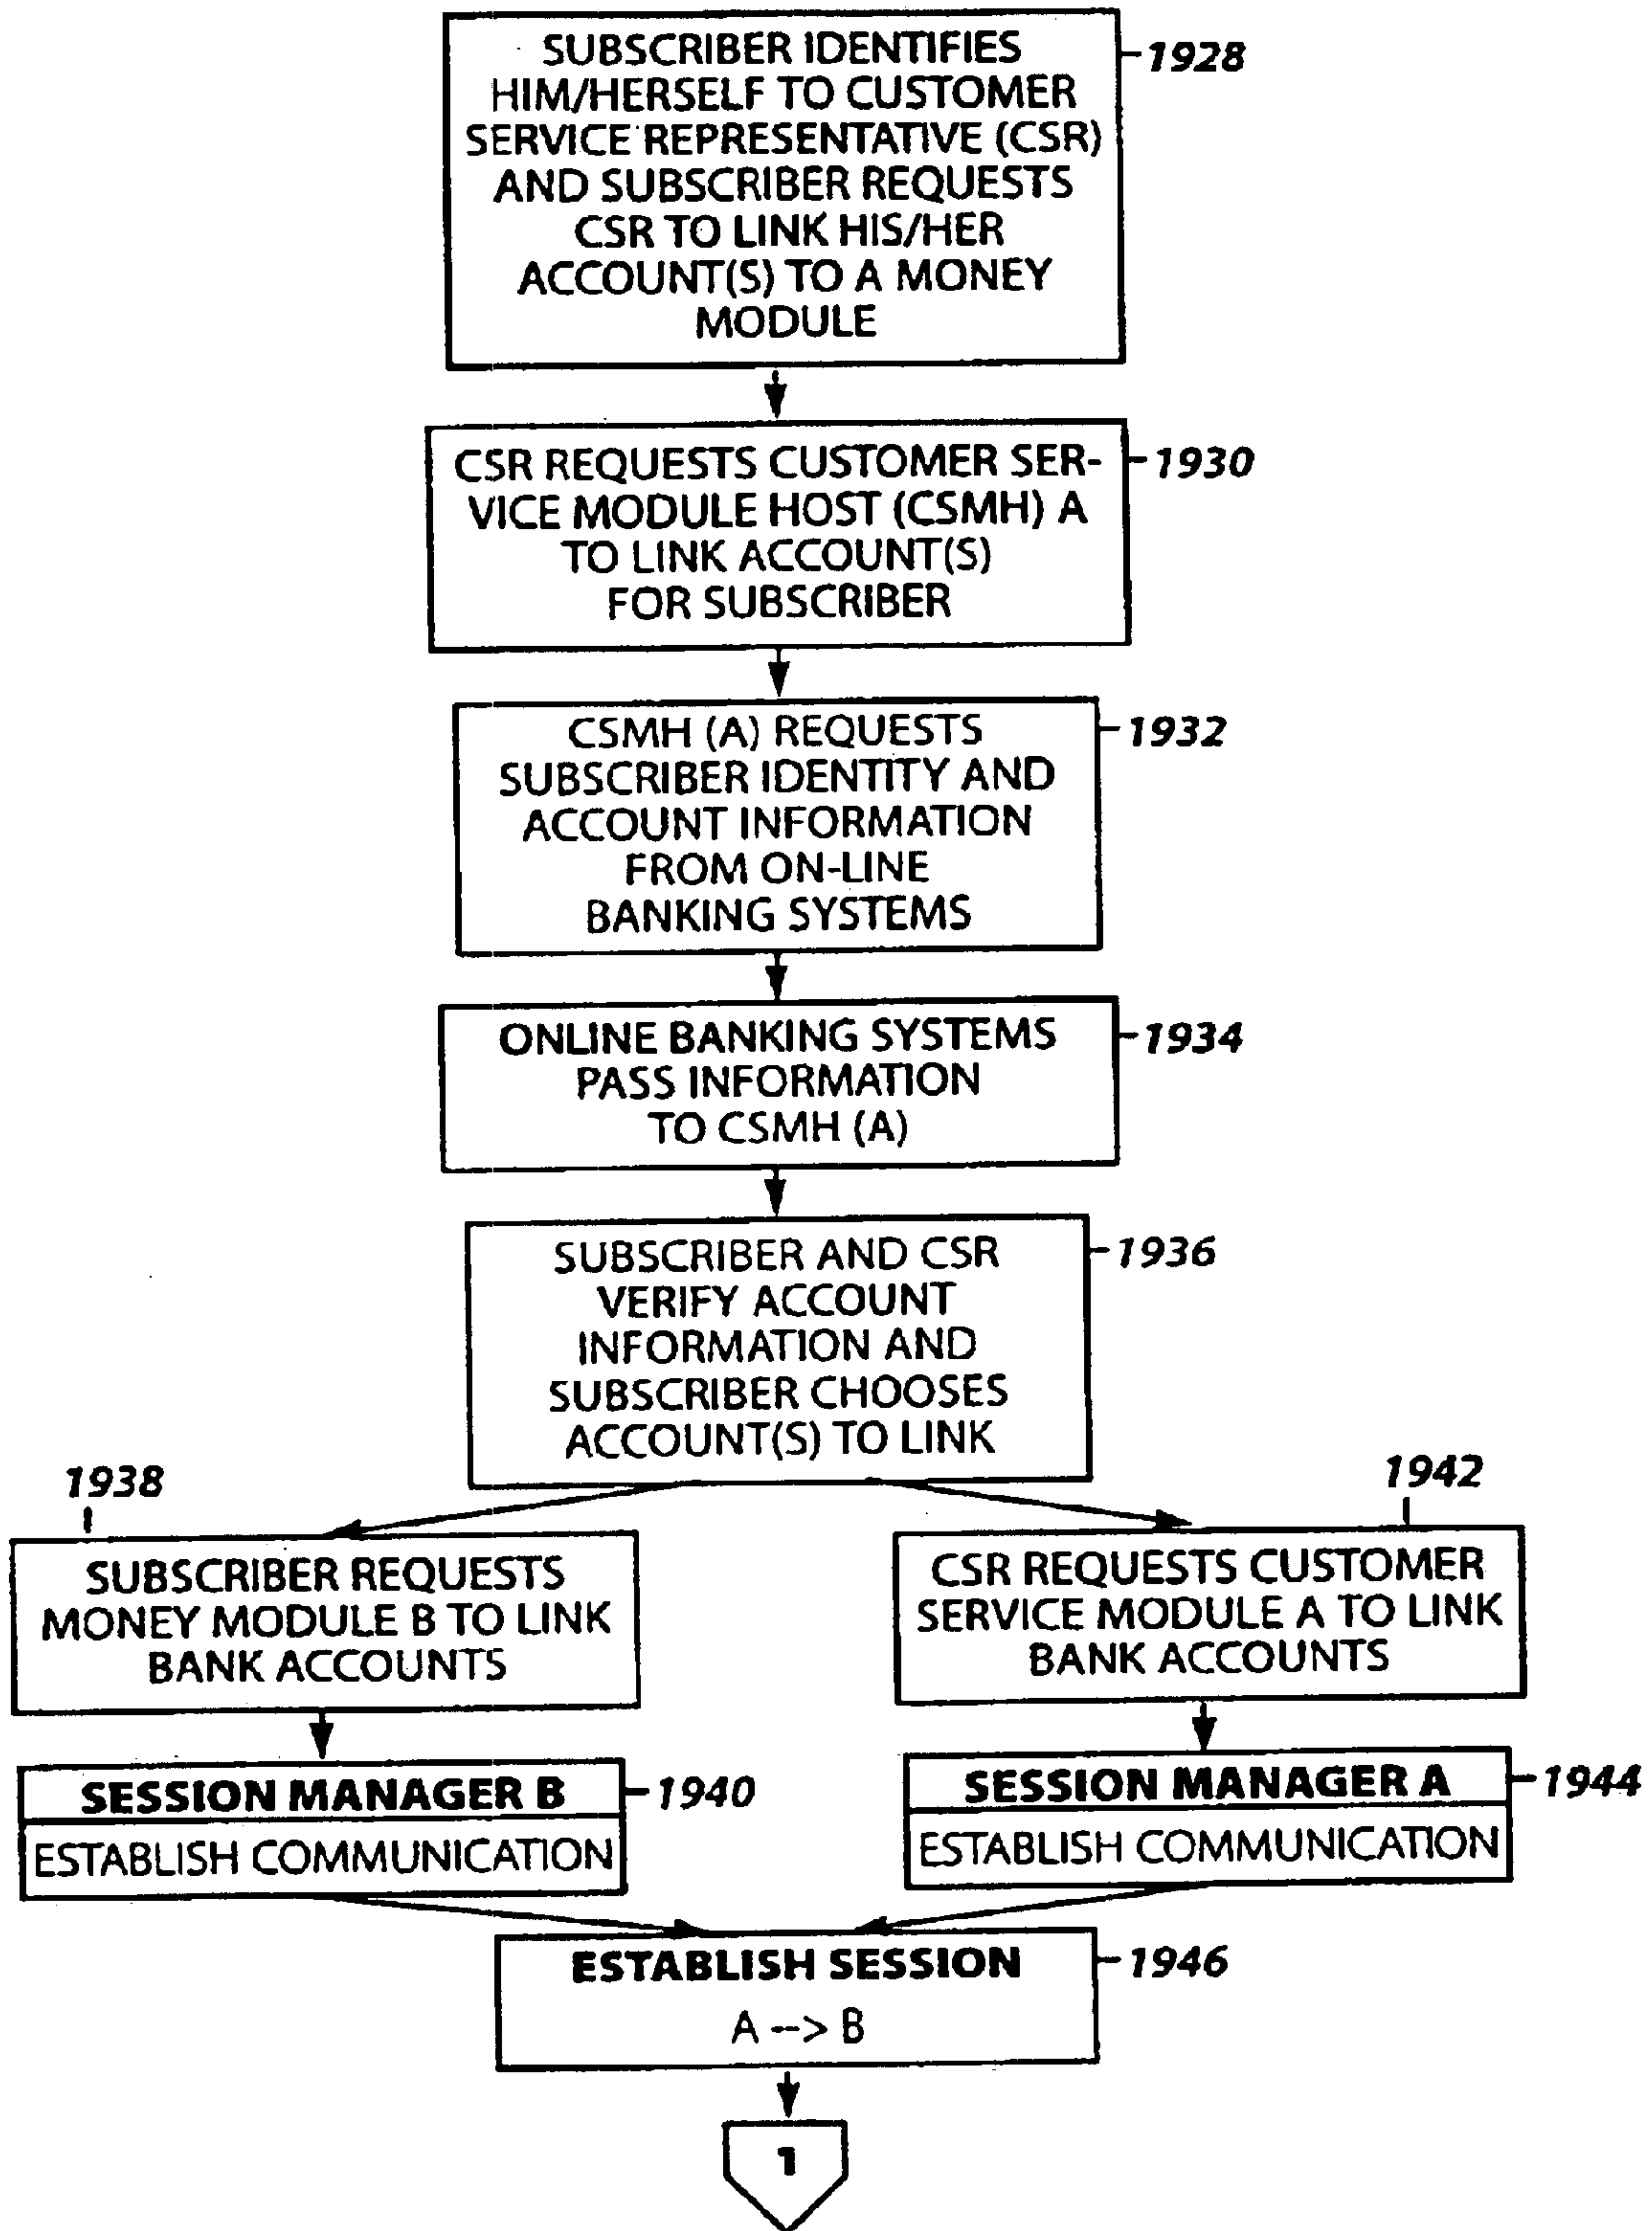 SUBSCRIBER IDENTIFIES
HIM/HERSELF TO CUSTOMER
SERVICE REPRESENTATIVE (CSR)
AND SUBSCRIBER REQUESTS
CSR TO LINK HIS/HER
ACCOUNT(S) TO A MONEY
MODULE
1928
CSR REQUESTS CUSTOMER SER-
VICE MODULE HOST (CSMH) A
TO LINK ACCOUNT(S)
FOR SUBSCRIBER
1930
CSMH (A) REQUESTS
SUBSCRIBER IDENTITY AND
ACCOUNT INFORMATION
FROM ON-LINE
BANKING SYSTEMS
1932
ONLINE BANKING SYSTEMS
PASS INFORMATION
TO CSMH (A)
1934
SUBSCRIBER AND CSR
VERIFY ACCOUNT
INFORMATION AND
SUBSCRIBER CHOOSES
ACCOUNT(S) TO LINK
1936
1938
SUBSCRIBER REQUESTS
MONEY MODULE B TO LINK
BANK ACCOUNTS
1942
CSR REQUESTS CUSTOMER
SERVICE MODULE A TO LINK
BANK ACCOUNTS
SESSION MANAGER B
1940
ESTABLISH COMMUNICATION
SESSION MANAGER A
1944
ESTABLISH COMMUNICATION
ESTABLISH SESSION
1946
A --> B
1